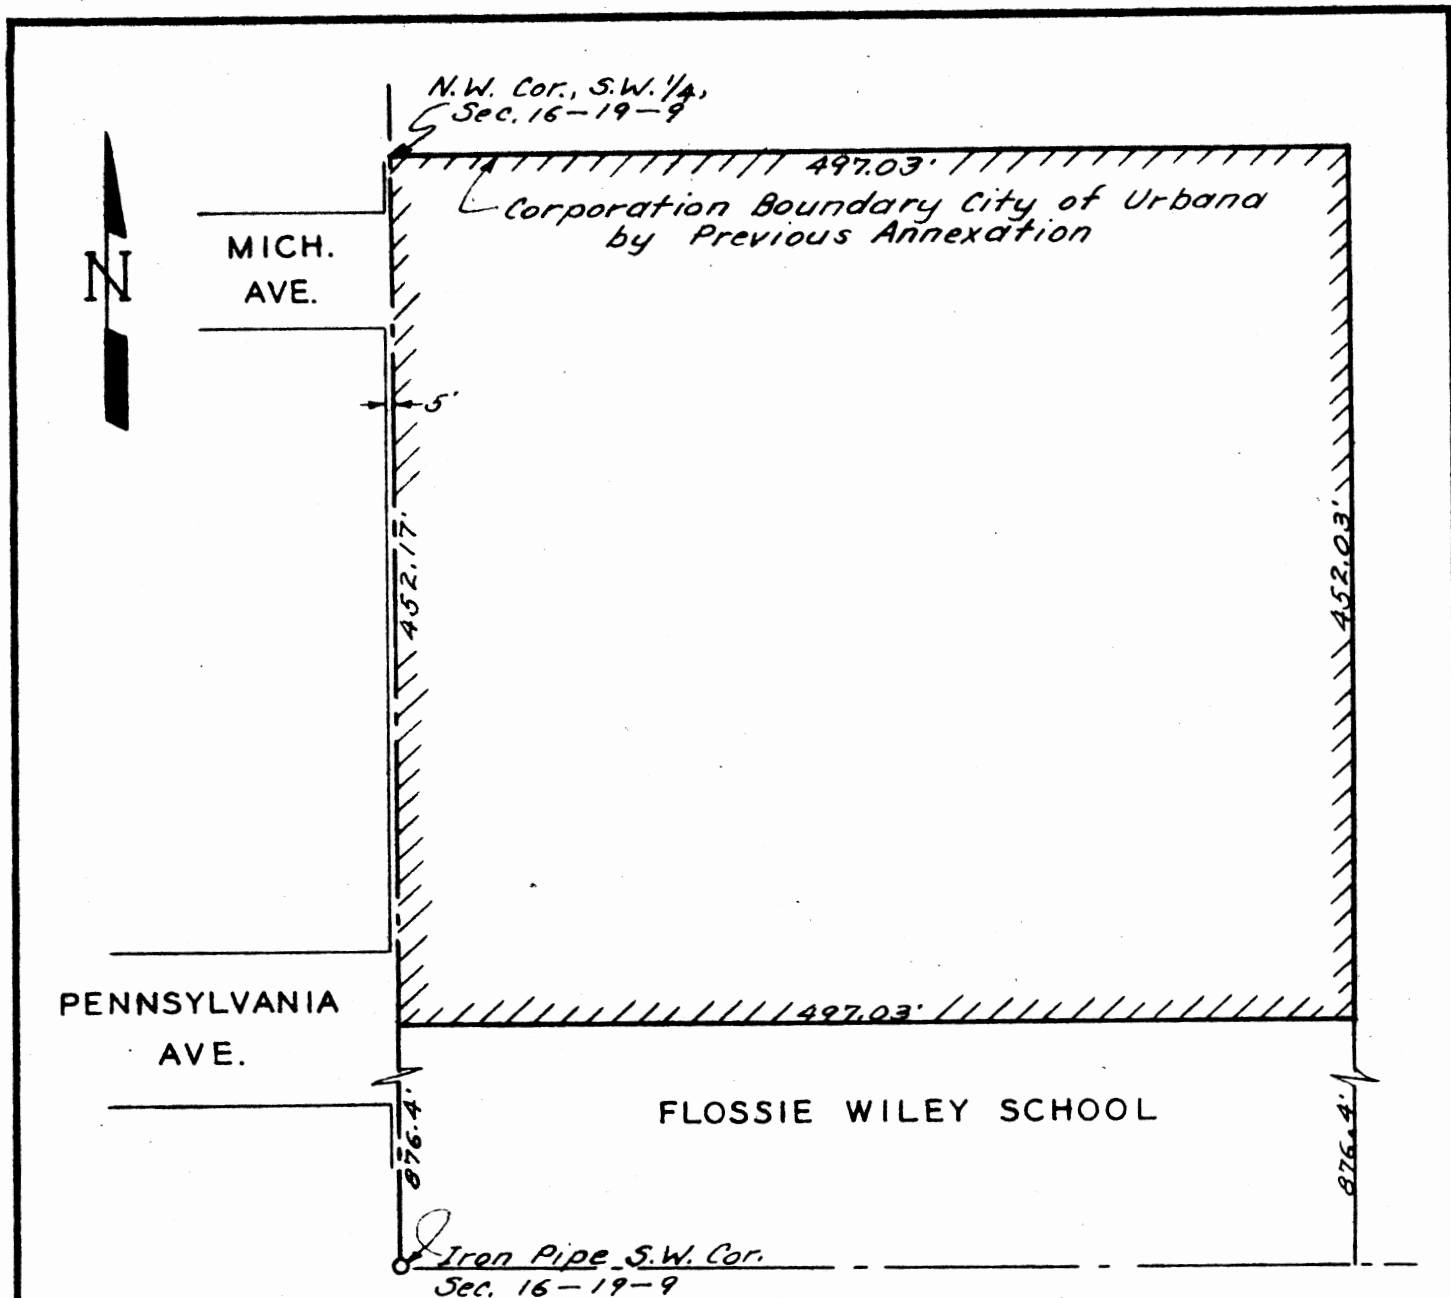 N.W. Cor., S.W. 1/4,
Sec. 16-19-9
497.03'
Corporation Boundary City of Urbana
by Previous Annexation
MICH.
AVE.
N
5'
452.17'
452.03'
PENNSYLVANIA
AVE.
497.03'
FLOSSIE WILEY SCHOOL
876.4'
876.4'
Iron Pipe S.W. Cor.
Sec. 16-19-9